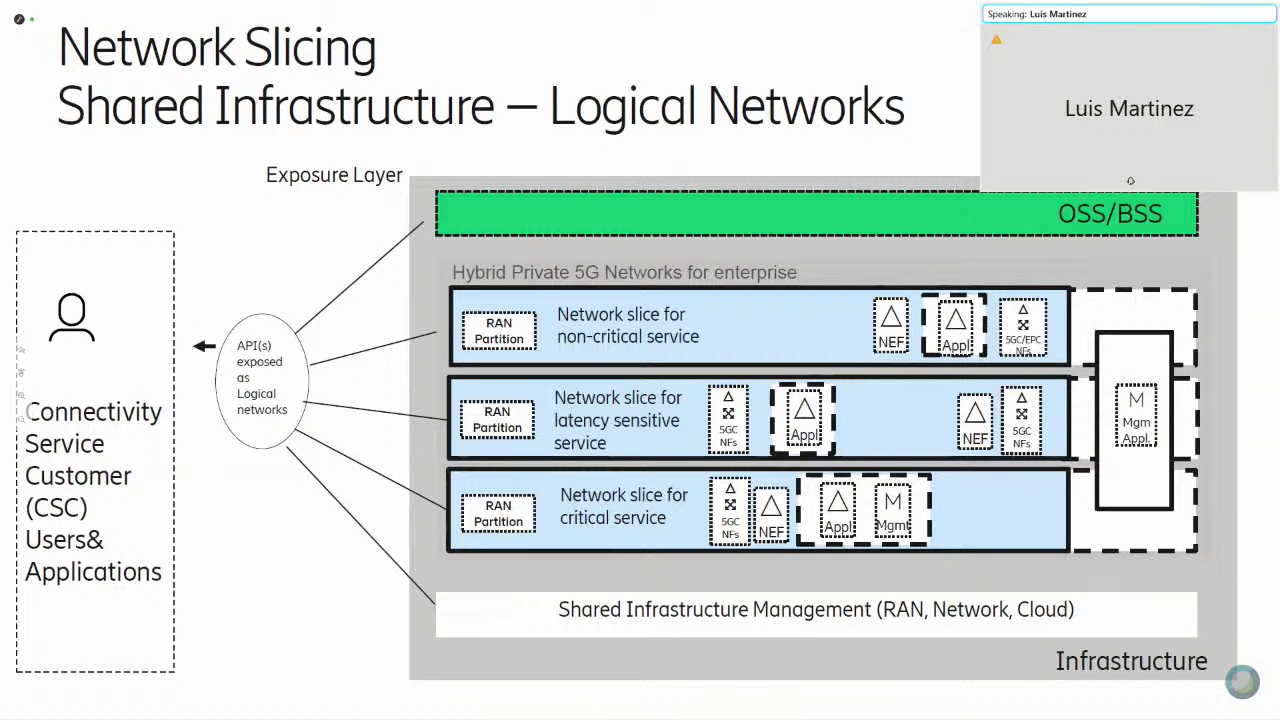 Network Slicing
Shared Infrastructure – Logical Networks
Speaking: Luis Martinez
Luis Martinez
Exposure Layer
OSS/BSS
Hybrid Private 5G Networks for enterprise
RAN
Partition
Network slice for
non-critical service
NEF
Appl
5GC/EPC
NFs
RAN
Partition
Network slice for
latency sensitive
service
5GC
NFs
Appl
NEF
5GC
NFs
M
Mgm
Appl.
RAN
Partition
Network slice for
critical service
5GC
NFs
NEF
Appl
M
Mgmt
API(s)
exposed
as
Logical
networks
Connectivity
Service
Customer
(CSC)
Users&
Applications
Shared Infrastructure Management (RAN, Network, Cloud)
Infrastructure